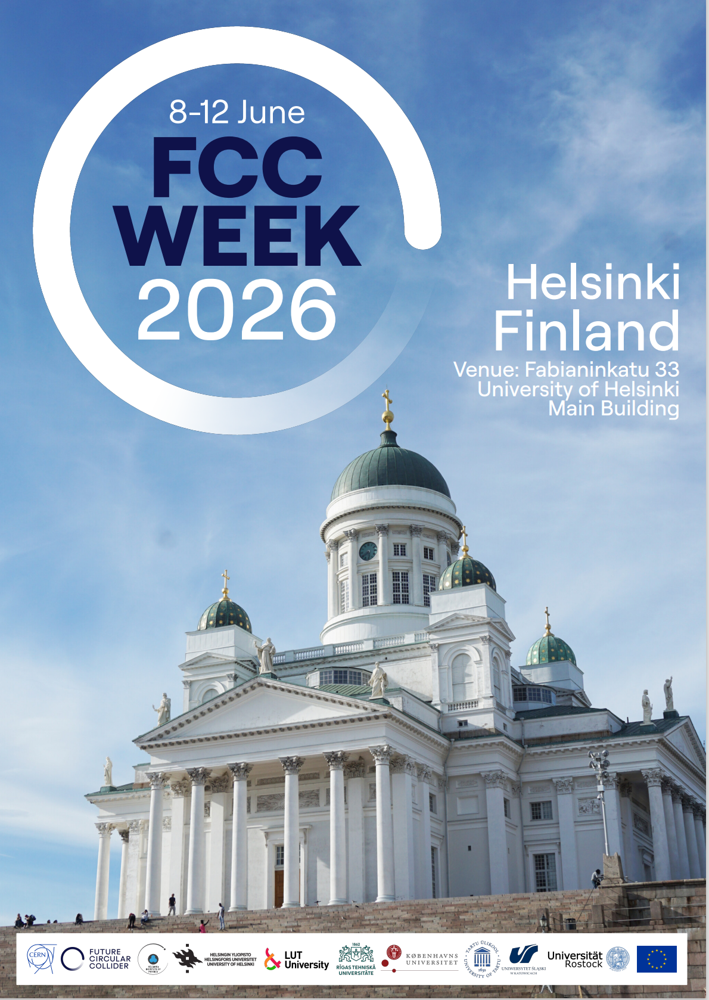 8-12 June
FCC
WEEK
2026
Helsinki
Finland
Venue: Fabianinkatu 33
University of Helsinki
Main Building
CERN
FUTURE
CIRCULAR
COLLIDER
HELSINKI
INSTITUTE OF
PHYSICS
HELSINGIN YLIOPISTO
HELSINGFORS UNIVERSITET
UNIVERSITY OF HELSINKI
LUT
University
1862
RĪGAS TEHNISKĀ
UNIVERSITĀTE
KØBENHAVNS
UNIVERSITET
TARTU ÜLIKOOL
UNIVERSITY OF TARTU
1632
UNIWERSYTET ŚLĄSKI
W KATOWICACH
Universität
Rostock